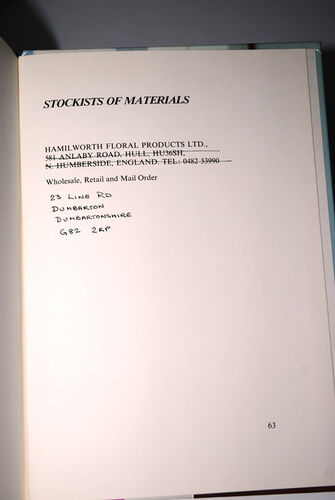 STOCKISTS OF MATERIALS
HAMILWORTH FLORAL PRODUCTS LTD.,
581 ANLABY ROAD, HULL, HU36SH,
N. HUMBERSIDE, ENGLAND. TEL: 0482 53990
Wholesale, Retail and Mail Order
23 LINE RD
DUMBARTON
DUMBARTONSHIRE
G82 2RP
63